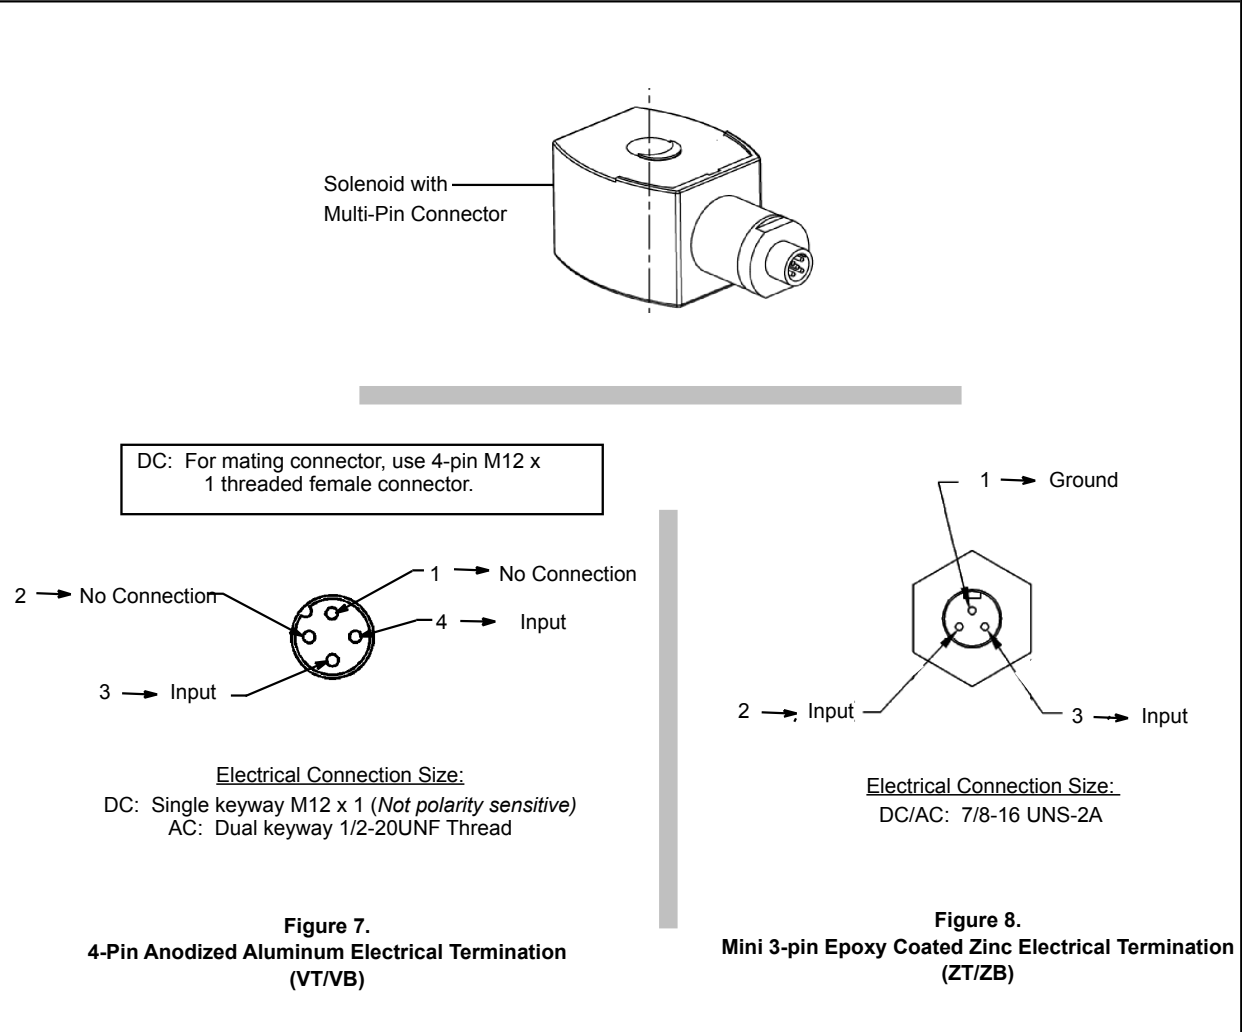 Solenoid with
Multi-Pin Connector
DC: For mating connector, use 4-pin M12 x
1 threaded female connector.
1 No Connection
2 No Connection
4 Input
3 Input
Electrical Connection Size:
DC: Single keyway M12 x 1 (Not polarity sensitive)
AC: Dual keyway 1/2-20UNF Thread
Figure 7.
4-Pin Anodized Aluminum Electrical Termination
(VT/VB)
1 Ground
2 Input
3 Input
Electrical Connection Size:
DC/AC: 7/8-16 UNS-2A
Figure 8.
Mini 3-pin Epoxy Coated Zinc Electrical Termination
(ZT/ZB)